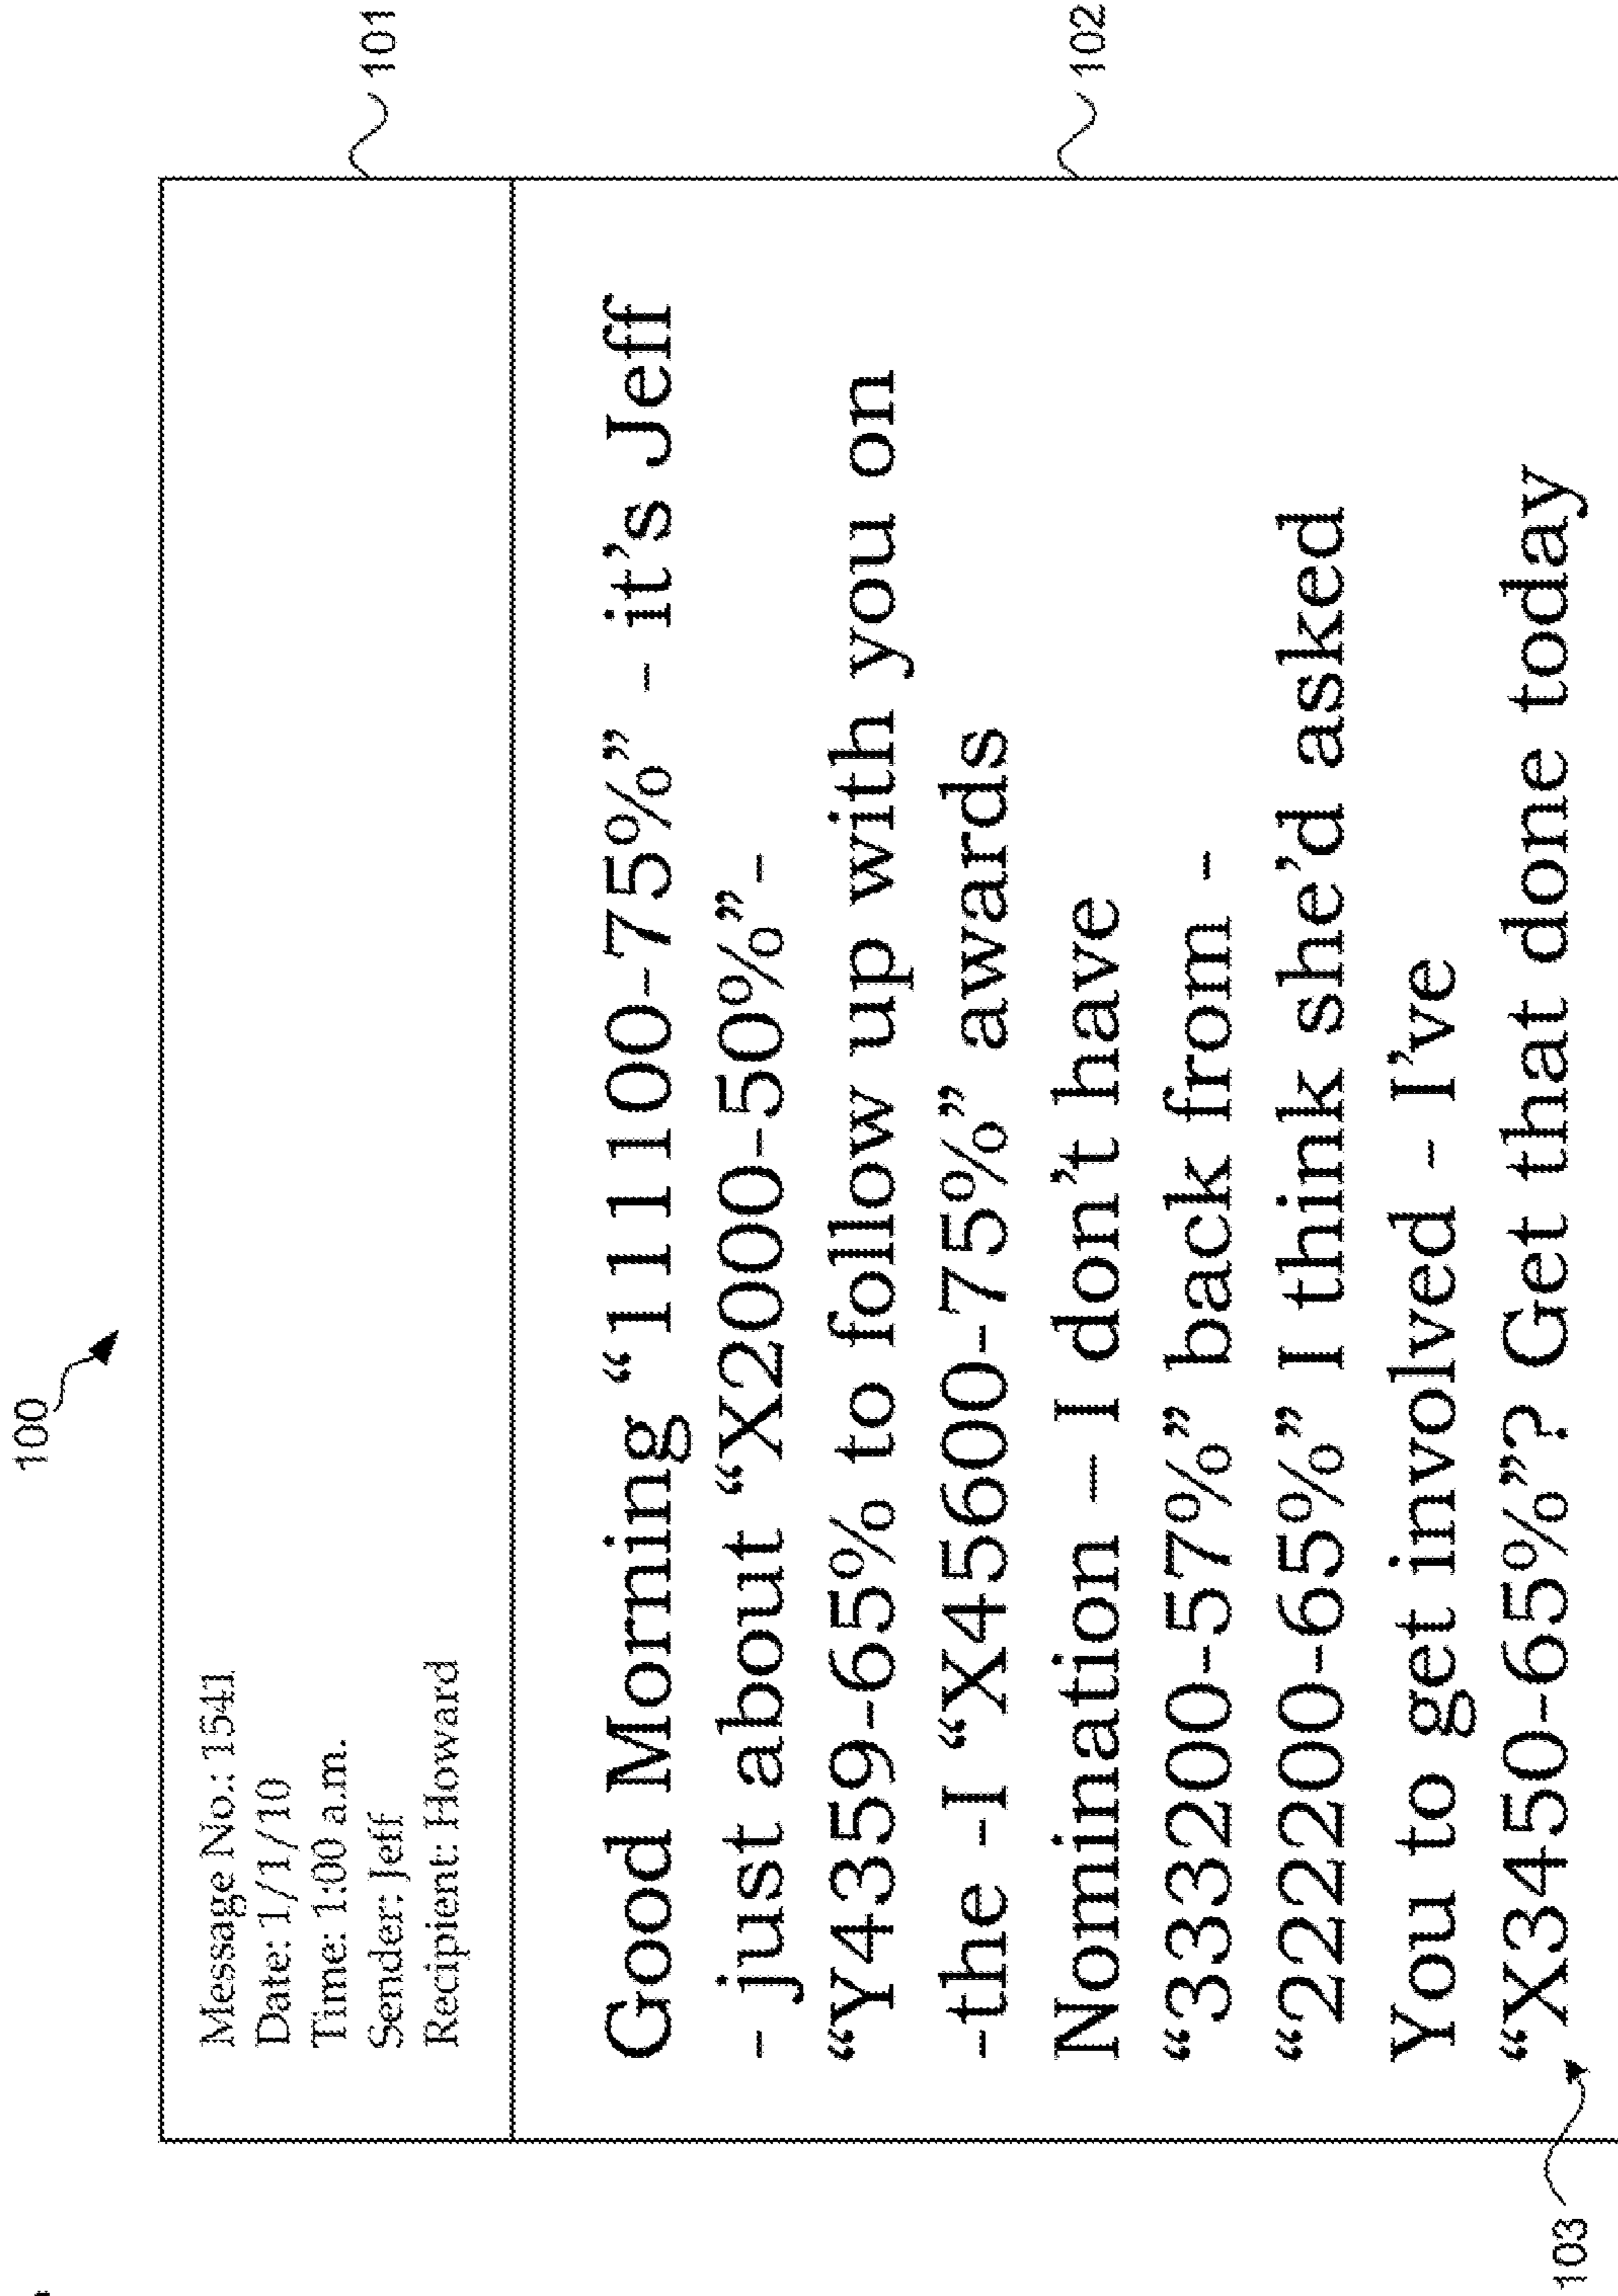 100
101
Message No.: 1541
Date: 1/1/10
Time: 1:00 a.m.
Sender: Jeff
Recipient: Howard
102
Good Morning “11110-75%” - it's Jeff
- just about “X2000-50%”-
“Y4359-65% to follow up with you on
-the -I “X45600-75%” awards
Nomination – I don't have
“33200-57%” back from -
“22200-65%” I think she’d asked
You to get involved - I’ve
“X3450-65%”? Get that done today
103